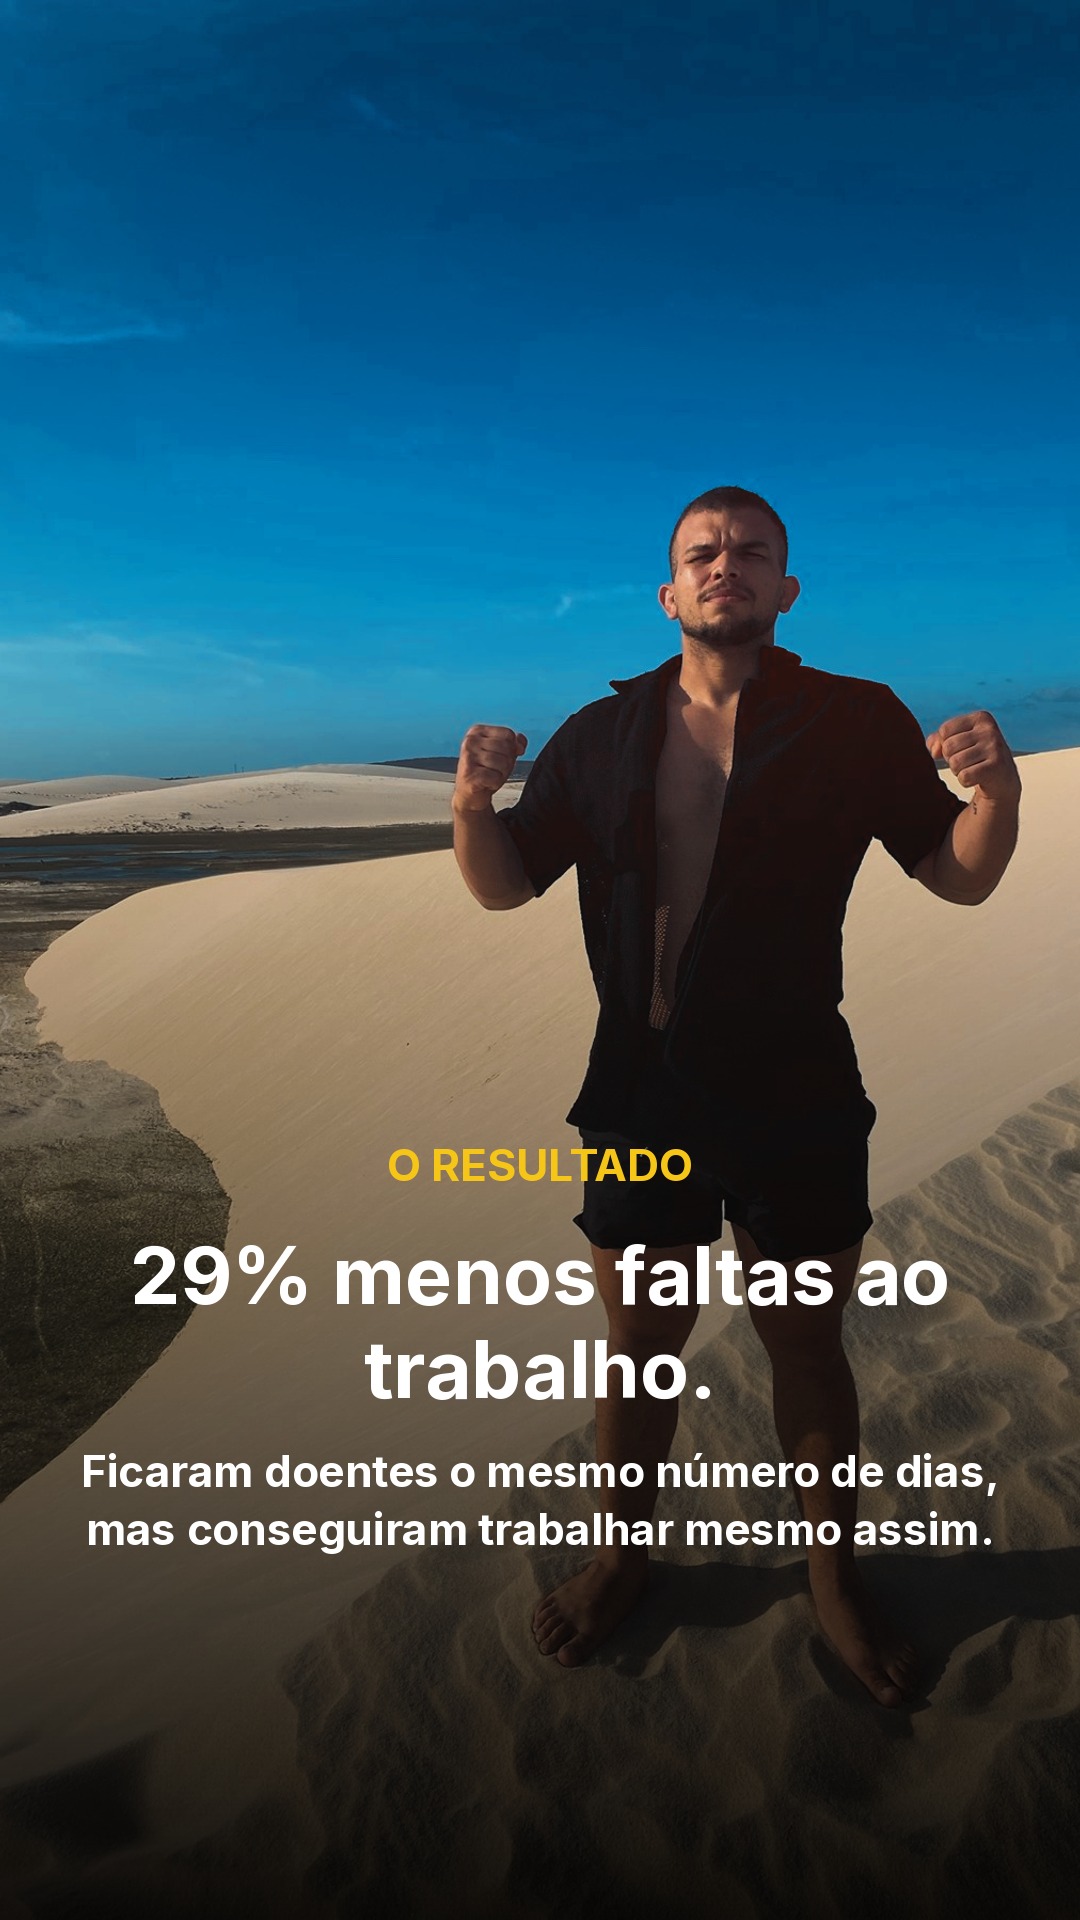 O RESULTADO
29% menos faltas ao
trabalho.
Ficaram doentes o mesmo número de dias,
mas conseguiram trabalhar mesmo assim.